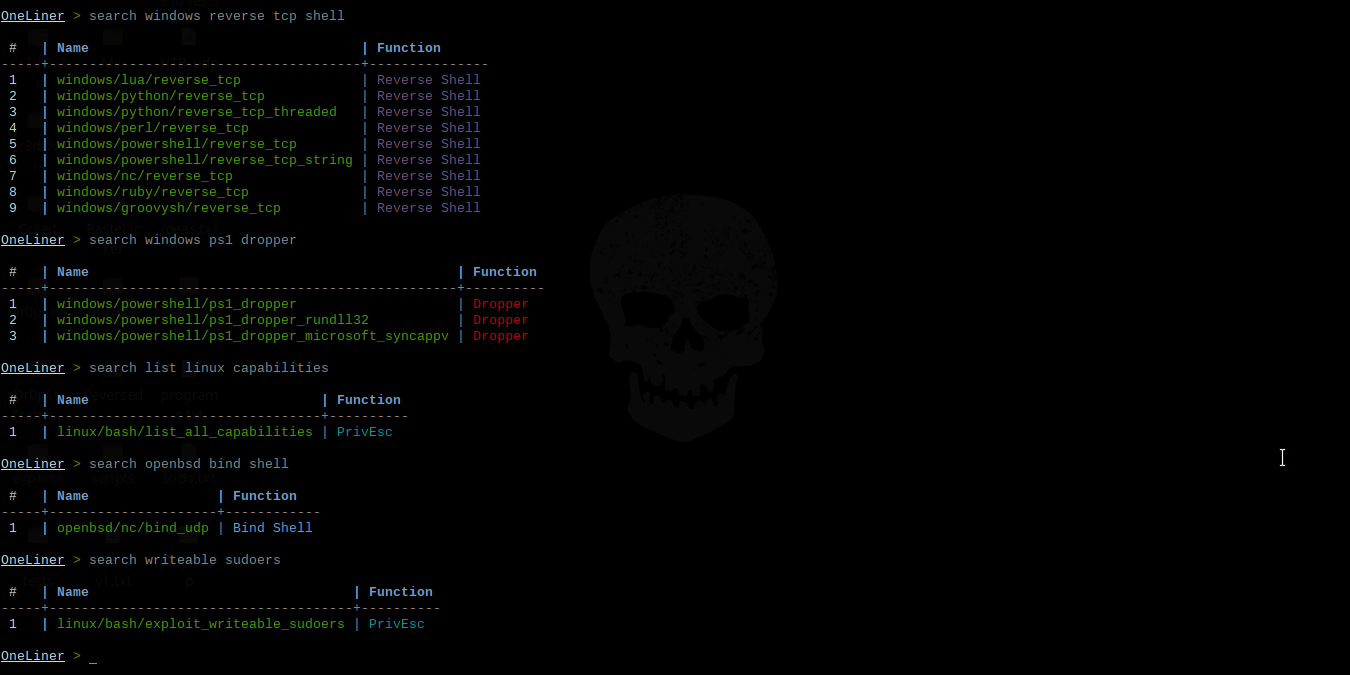 OneLiner > search windows reverse tcp shell
 #   | Name                                  | Function
-----+---------------------------------------+---------------
 1   | windows/lua/reverse_tcp               | Reverse Shell
 2   | windows/python/reverse_tcp            | Reverse Shell
 3   | windows/python/reverse_tcp_threaded   | Reverse Shell
 4   | windows/perl/reverse_tcp              | Reverse Shell
 5   | windows/powershell/reverse_tcp        | Reverse Shell
 6   | windows/powershell/reverse_tcp_string | Reverse Shell
 7   | windows/nc/reverse_tcp                | Reverse Shell
 8   | windows/ruby/reverse_tcp              | Reverse Shell
 9   | windows/groovysh/reverse_tcp          | Reverse Shell
OneLiner > search windows ps1 dropper
 #   | Name                                              | Function
-----+---------------------------------------------------+----------
 1   | windows/powershell/ps1_dropper                    | Dropper
 2   | windows/powershell/ps1_dropper_rundll32           | Dropper
 3   | windows/powershell/ps1_dropper_microsoft_syncappv | Dropper
OneLiner > search list linux capabilities
 #   | Name                             | Function
-----+----------------------------------+----------
 1   | linux/bash/list_all_capabilities | PrivEsc
OneLiner > search openbsd bind shell
 #   | Name                | Function
-----+---------------------+------------
 1   | openbsd/nc/bind_udp | Bind Shell
OneLiner > search writeable sudoers
 #   | Name                                 | Function
-----+--------------------------------------+----------
 1   | linux/bash/exploit_writeable_sudoers | PrivEsc
OneLiner > _